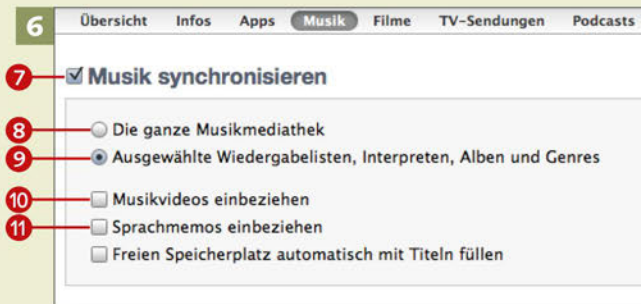 6
Übersicht Infos Apps Musik Filme TV-Sendungen Podcasts
7 Musik synchronisieren
8 Die ganze Musikmediathek
9 Ausgewählte Wiedergabelisten, Interpreten, Alben und Genres
10 Musikvideos einbeziehen
11 Sprachmemos einbeziehen
Freien Speicherplatz automatisch mit Titeln füllen